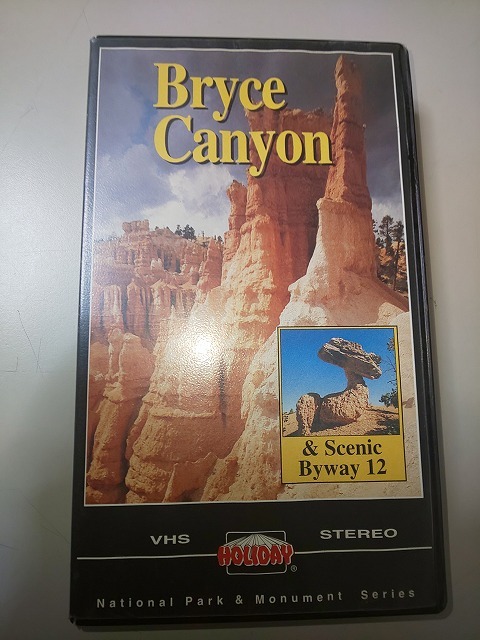 Bryce
Canyon
& Scenic
Byway 12
VHS
STEREO
HOLIDAY®
National Park & Monument Series